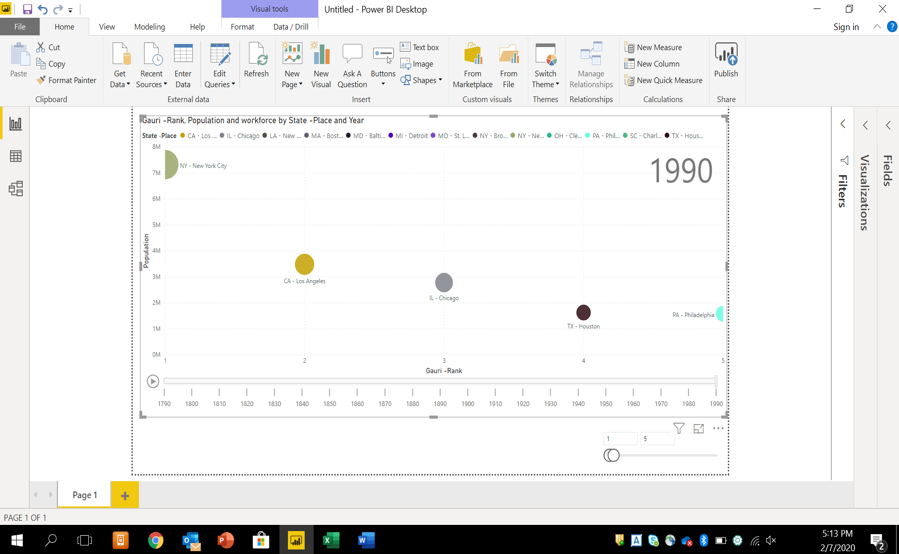 Visual tools
Untitled - Power BI Desktop
File Home View Modeling Help Format Data / Drill
Sign in
Paste
Cut
Copy
Format Painter
Clipboard
Get Data
Recent Sources
Enter Data
Edit Queries
External data
Refresh
New Page
New Visual
Ask A Question
Buttons
Text box
Image
Shapes
Insert
From Marketplace
From File
Custom visuals
Switch Theme
Themes
Manage Relationships
Relationships
New Measure
New Column
New Quick Measure
Calculations
Publish
Share
Gauri -Rank, Population and workforce by State -Place and Year
State -Place CA - Los ... IL - Chicago LA - New ... MA - Bost... MD - Balti... MI - Detroit MO - St. L... NY - Bro... NY - Ne... OH - Cle... PA - Phil... SC - Charl... TX - Hous...
1990
8M
7M
6M
5M
4M
3M
2M
1M
0M
Population
NY - New York City
CA - Los Angeles
IL - Chicago
TX - Houston
PA - Philadelphia
1 2 3 4 5
Gauri -Rank
1790 1800 1810 1820 1830 1840 1850 1860 1870 1880 1890 1900 1910 1920 1930 1940 1950 1960 1970 1980 1990
1 5
Filters
Visualizations
Fields
Page 1
PAGE 1 OF 1
5:13 PM
2/7/2020
2